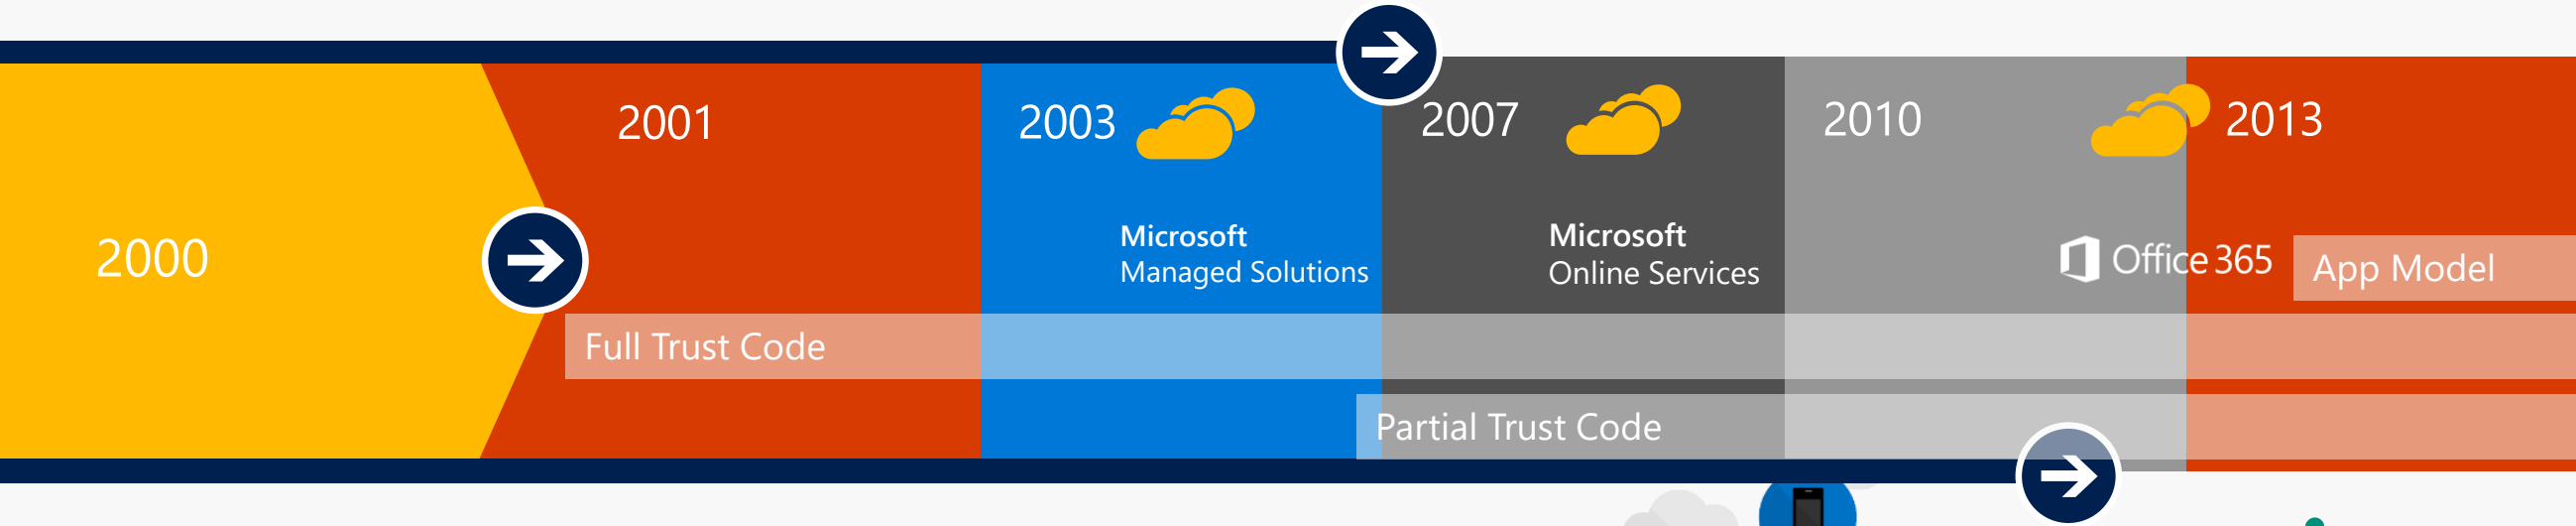 2000
2001
2003
Microsoft
Managed Solutions
2007
Microsoft
Online Services
2010
Office 365
2013
App Model
Full Trust Code
Partial Trust Code